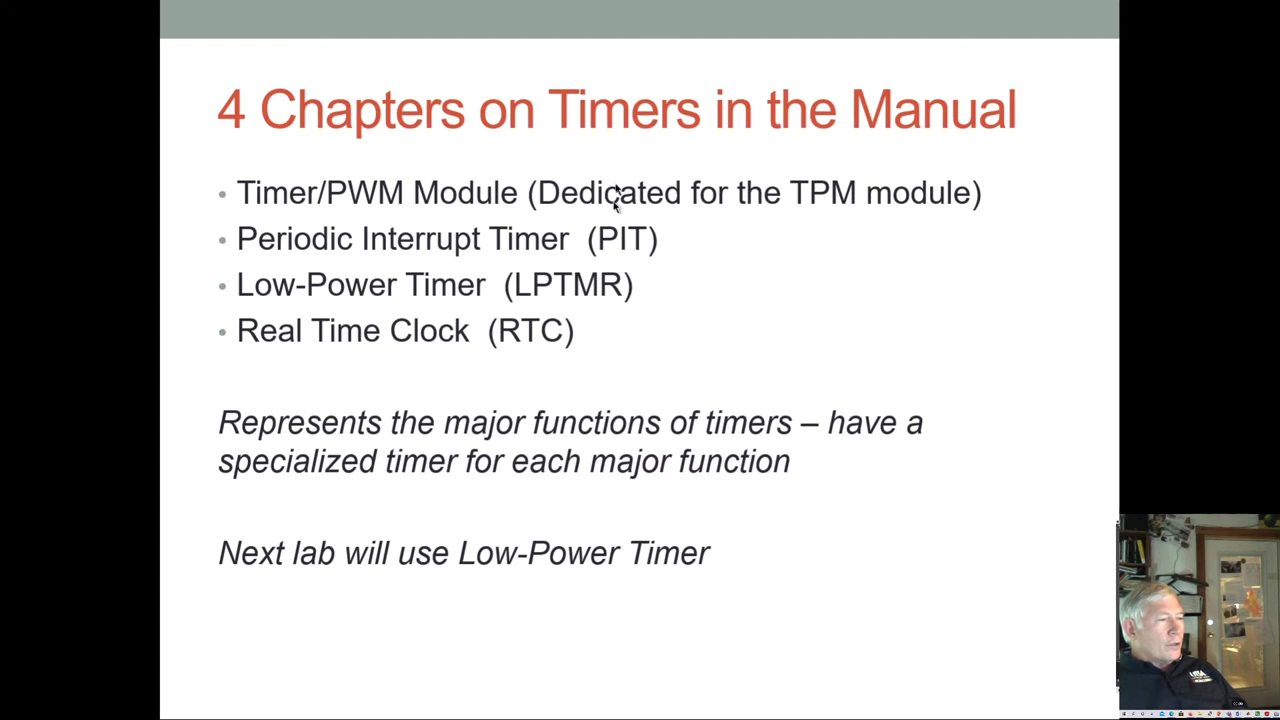 4 Chapters on Timers in the Manual
• Timer/PWM Module (Dedicated for the TPM module)
• Periodic Interrupt Timer (PIT)
• Low-Power Timer (LPTMR)
• Real Time Clock (RTC)
Represents the major functions of timers – have a
specialized timer for each major function
Next lab will use Low-Power Timer